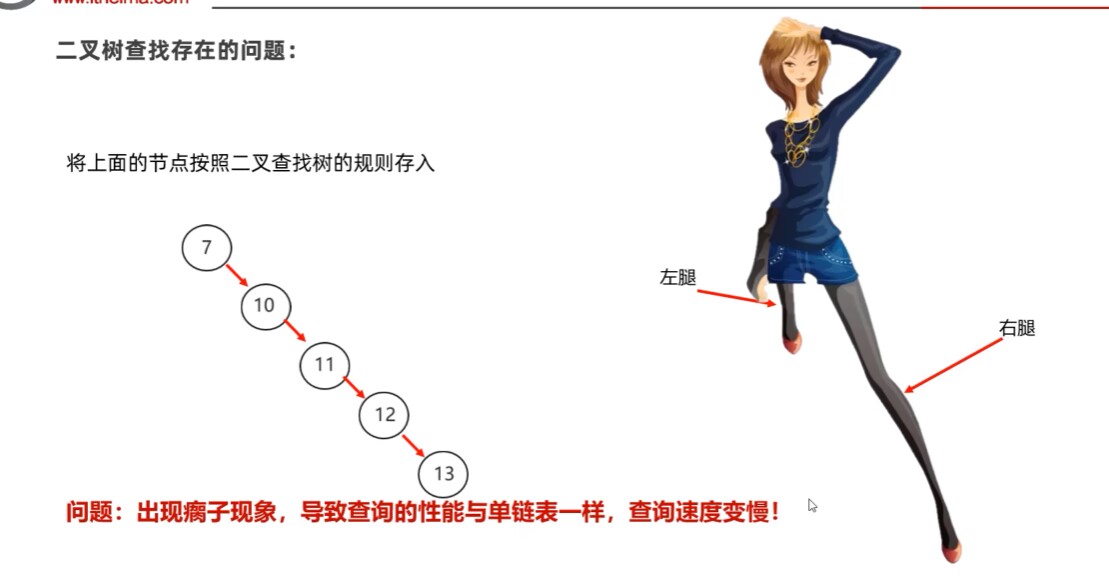 www.itheima.com
二叉树查找存在的问题：
将上面的节点按照二叉查找树的规则存入
7
10
11
12
13
左腿
右腿
问题：出现瘸子现象，导致查询的性能与单链表一样，查询速度变慢！